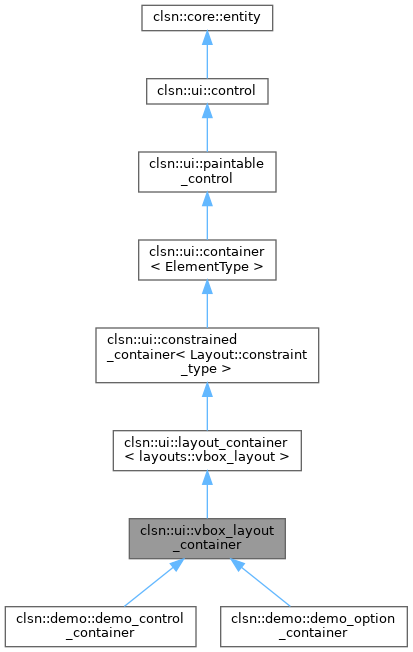 clsn::core::entity
clsn::ui::control
clsn::ui::paintable
_control
clsn::ui::container
< ElementType >
clsn::ui::constrained
_container< Layout::constraint
_type >
clsn::ui::layout_container
< layouts::vbox_layout >
clsn::ui::vbox_layout
_container
clsn::demo::demo_control
_container
clsn::demo::demo_option
_container